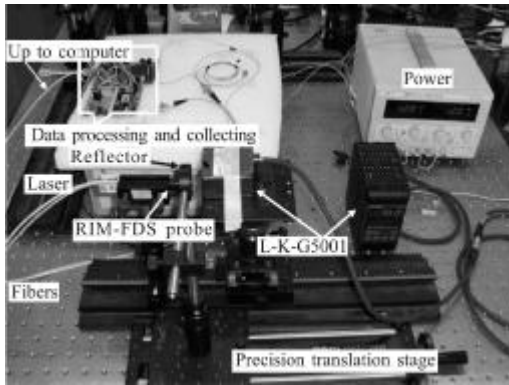 Up to computer
Power
Data processing and collecting
Reflector
Laser
RIM-FDS probe
L-K-G5001
Fibers
Precision translation stage